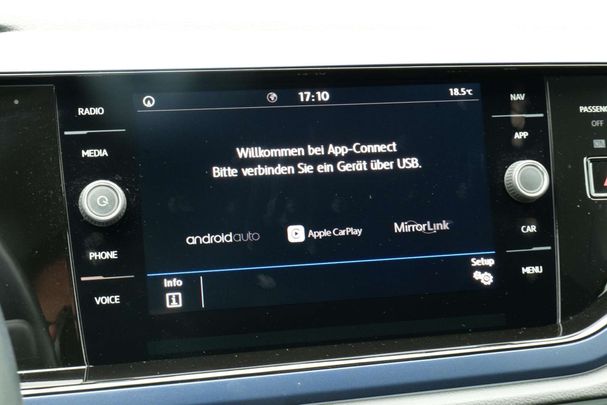 RADIO
MEDIA
PHONE
VOICE
17:10
18.5°C
Willkommen bei App-Connect
Bitte verbinden Sie ein Gerät über USB.
androidauto
Apple CarPlay
MirrorLink
Info
Setup
NAV
APP
CAR
MENU
OFF